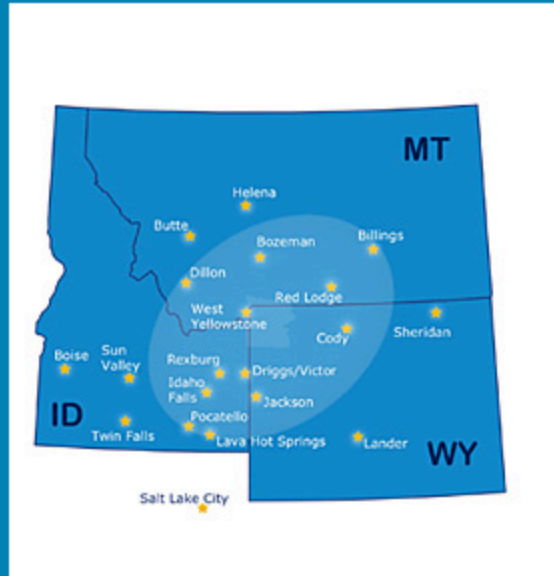 MT
Helena
Butte
Bozeman
Billings
Dillon
Red Lodge
West
Yellowstone
Cody
Sheridan
Boise
Sun
Valley
Rexburg
Driggs/Victor
Idaho
Falls
Jackson
ID
Pocatello
Twin Falls
Lava Hot Springs
Lander
WY
Salt Lake City